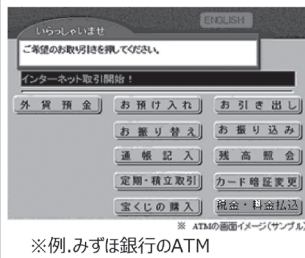 いらっしゃいませ
ENGLISH
ご希望のお取り引きを押してください。
インターネット取引開始！
外貨預金 お預け入れ お引き出し
お振り替え お振り込み
通帳記入 残高照会
定期・積立取引 カード暗証変更
宝くじの購入 税金・料金払込
※ ATMの画面イメージ(サンプル)
※例.みずほ銀行のATM